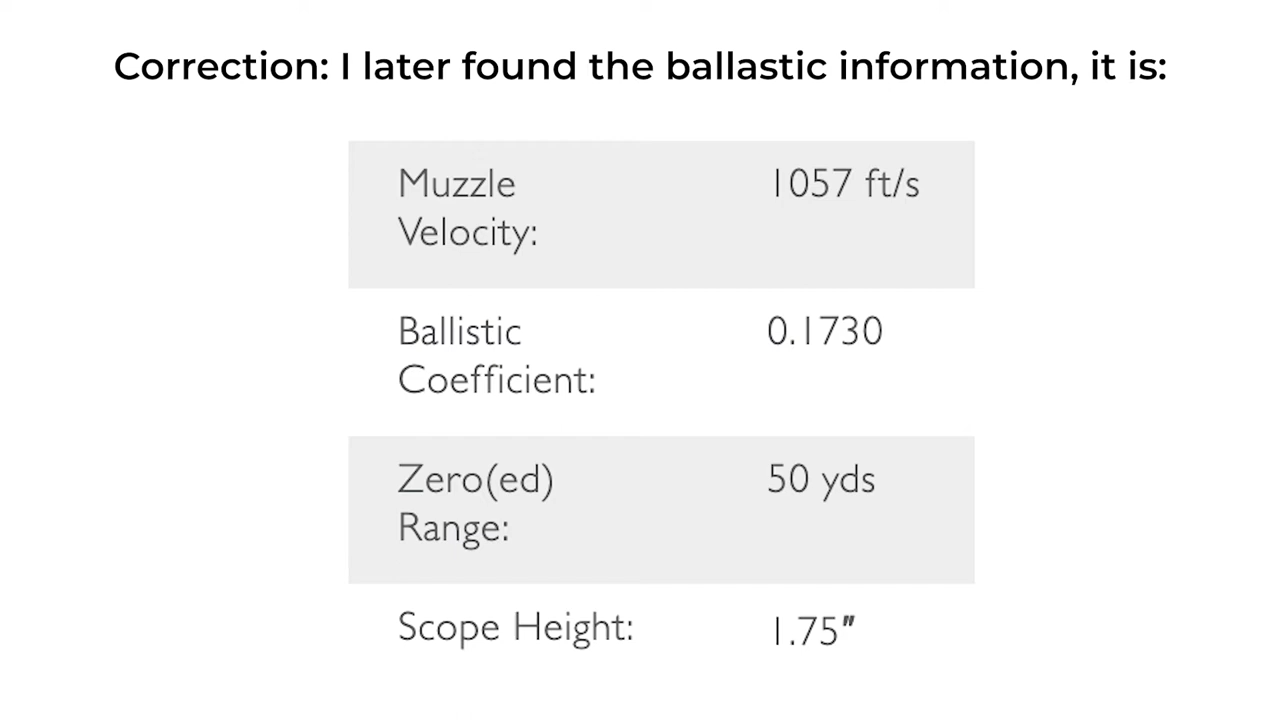 Correction: I later found the ballastic information, it is:
Muzzle 1057 ft/s
Velocity:
Ballistic 0.1730
Coefficient:
Zero(ed) 50 yds
Range:
Scope Height: 1.75"